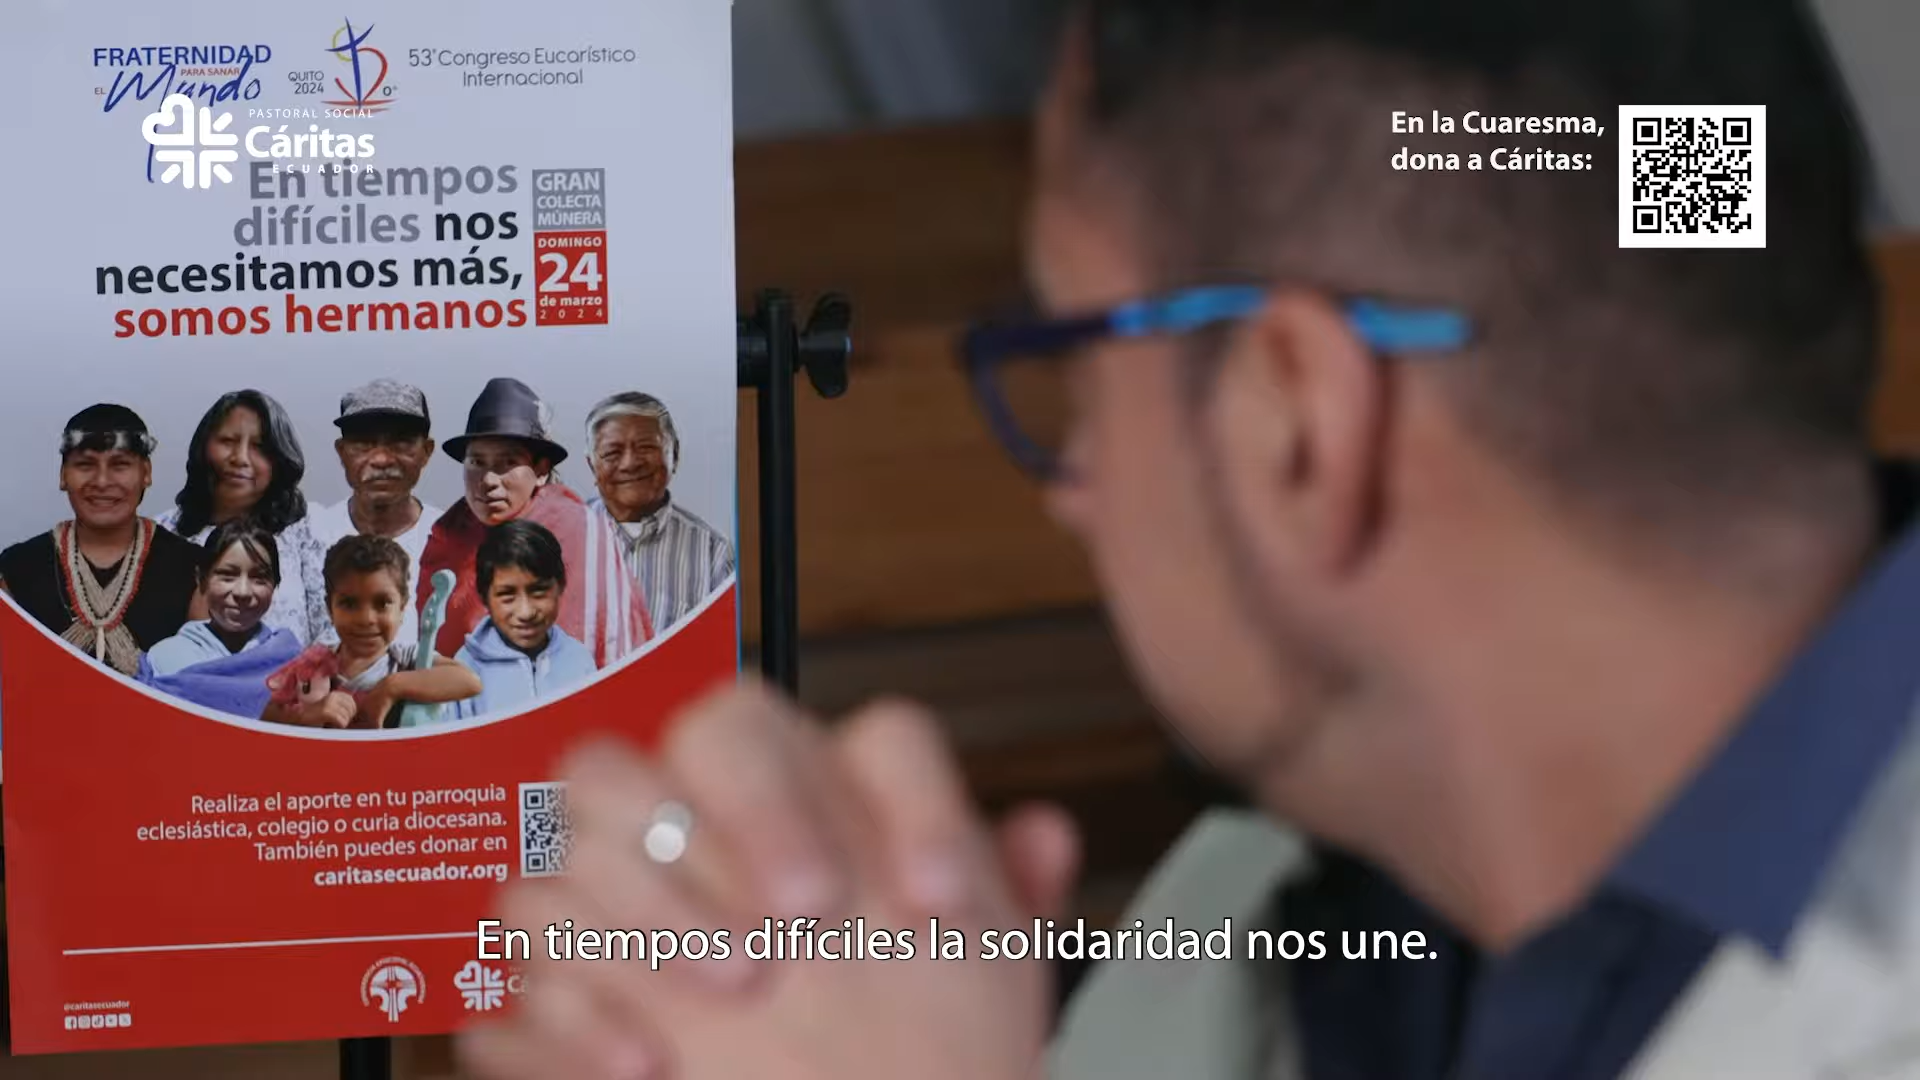 FRATERNIDAD
PARA SANAR
EL Mundo
QUITO
2024
53° Congreso Eucarístico
Internacional
PASTORAL SOCIAL
Cáritas
ECUADOR
En tiempos
difíciles nos
necesitamos más,
somos hermanos
GRAN
COLECTA
MÚNERA
DOMINGO
24
de marzo
2024
En la Cuaresma,
dona a Cáritas:
Realiza el aporte en tu parroquia
eclesiástica, colegio o curia diocesana.
También puedes donar en
caritasecuador.org
En tiempos difíciles la solidaridad nos une.
@caritasecuador